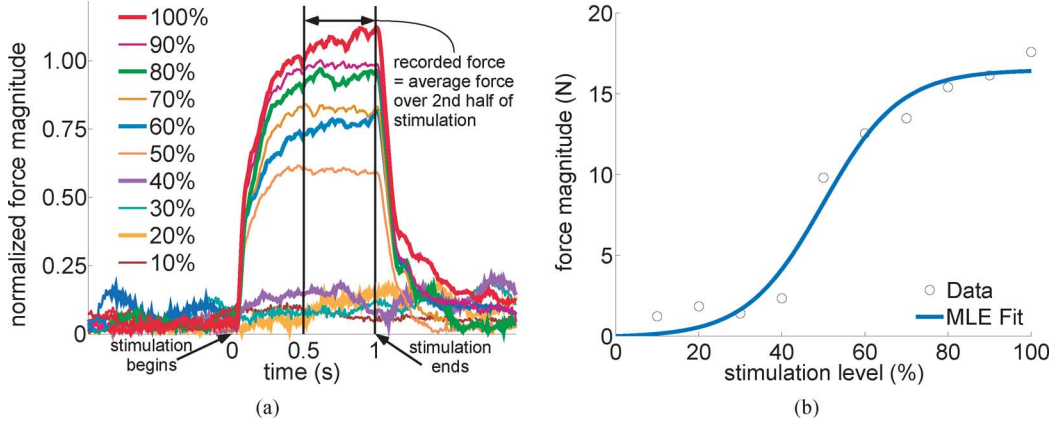 100%
90%
80%
70%
60%
50%
40%
30%
20%
10%
recorded force
= average force
over 2nd half of
stimulation
normalized force magnitude
1.00
0.75
0.50
0.25
0
stimulation
begins
0
0.5
1
time (s)
stimulation
ends
(a)
force magnitude (N)
20
15
10
5
0
Data
MLE Fit
0
20
40
60
80
100
stimulation level (%)
(b)